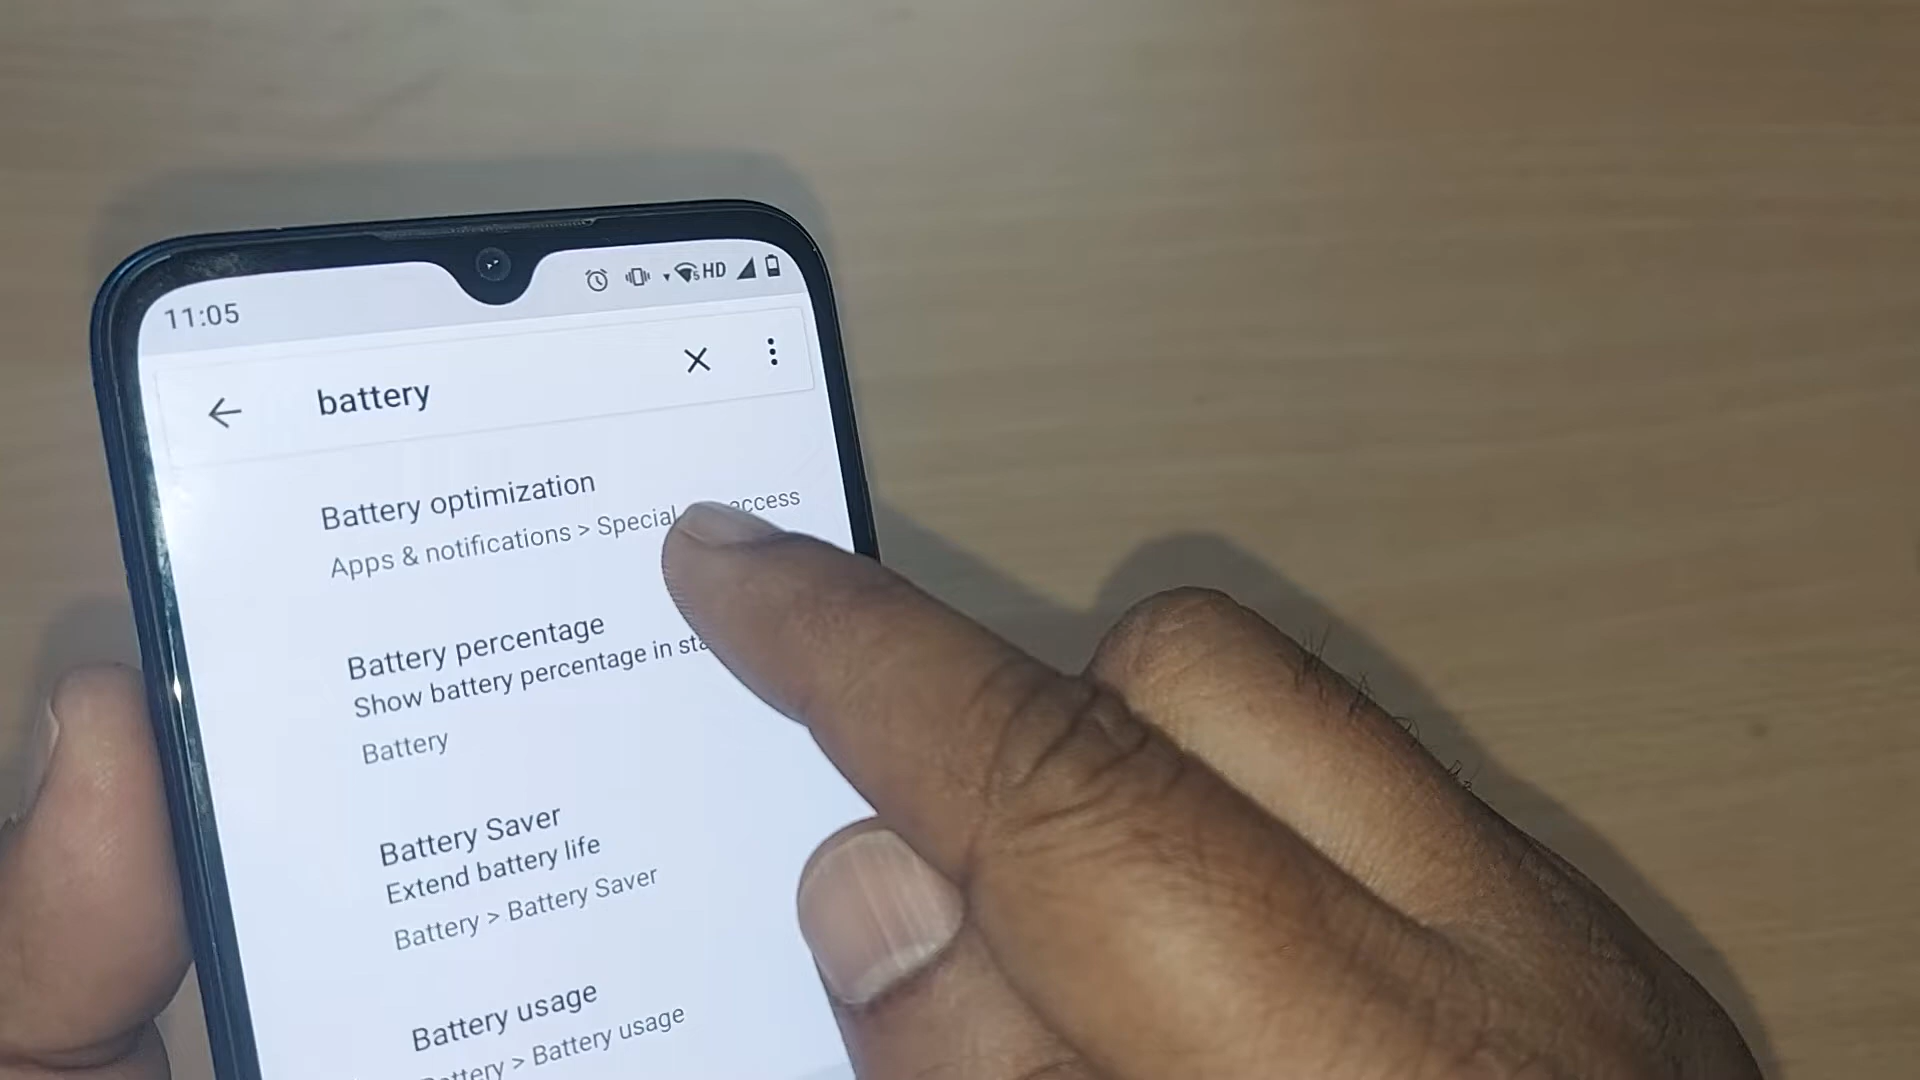 11:05 5 HD
battery
Battery optimization
Apps & notifications > Special access
Battery percentage
Show battery percentage in
Battery
Battery Saver
Extend battery life
Battery > Battery Saver
Battery usage
> Battery usage